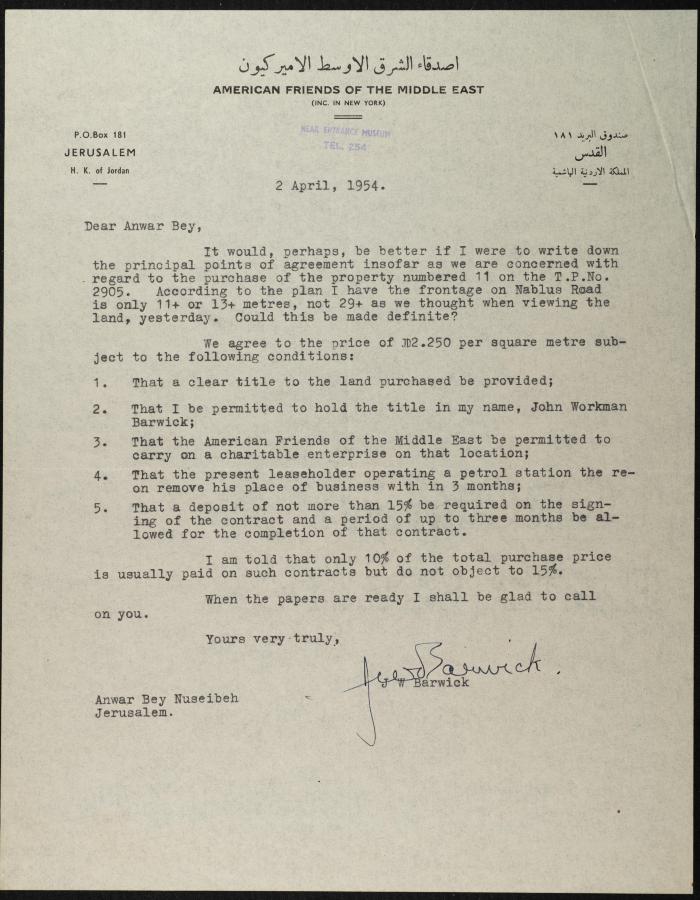 اصدقاء الشرق الاوسط الاميركيون
AMERICAN FRIENDS OF THE MIDDLE EAST
(INC. IN NEW YORK)
NEAR ENTRANCE MUSEUM
TEL. 254
P.O.Box 181
JERUSALEM
H. K. of Jordan
صندوق البريد ١٨١
القدس
المملكة الاردنية الهاشمية
2 April, 1954.
Dear Anwar Bey,
It would, perhaps, be better if I were to write down
the principal points of agreement insofar as we are concerned with
regard to the purchase of the property numbered 11 on the T.P.No.
2905. According to the plan I have the frontage on Nablus Road
is only 11+ or 13+ metres, not 29+ as we thought when viewing the
land, yesterday. Could this be made definite?
We agree to the price of JD2.250 per square metre sub-
ject to the following conditions:
1. That a clear title to the land purchased be provided;
2. That I be permitted to hold the title in my name, John Workman
Barwick;
3. That the American Friends of the Middle East be permitted to
carry on a charitable enterprise on that location;
4. That the present leaseholder operating a petrol station the re-
on remove his place of business with in 3 months;
5. That a deposit of not more than 15% be required on the sign-
ing of the contract and a period of up to three months be al-
lowed for the completion of that contract.
I am told that only 10% of the total purchase price
is usually paid on such contracts but do not object to 15%.
When the papers are ready I shall be glad to call
on you.
Yours very truly,
Barwick.
J W Barwick
Anwar Bey Nuseibeh
Jerusalem.